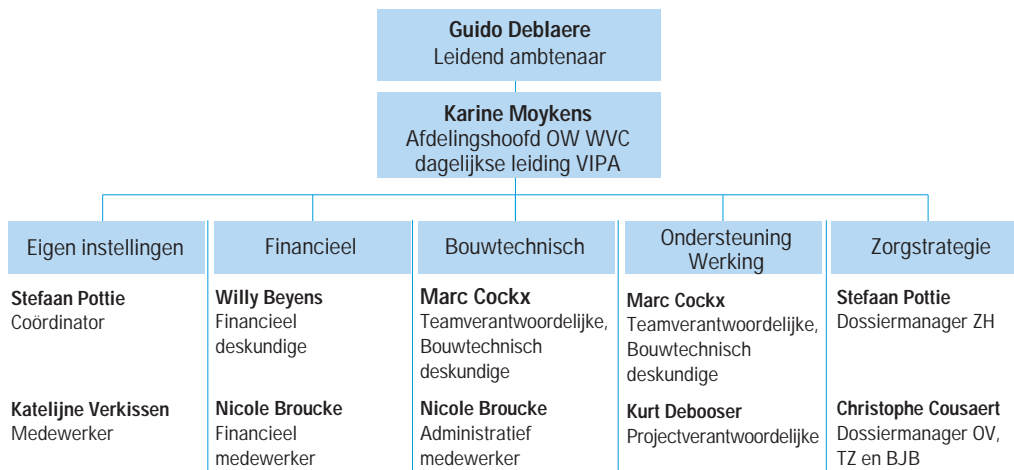 Guido Deblaere
Leidend ambtenaar
Karine Moykens
Afdelingshoofd OW WVC
dagelijkse leiding VIPA
Eigen instellingen
Stefaan Pottie
Coördinator
Katelijne Verkissen
Medewerker
Financieel
Willy Beyens
Financieel
deskundige
Nicole Broucke
Financieel
medewerker
Bouwtechnisch
Marc Cockx
Teamverantwoordelijke,
Bouwtechnisch
deskundige
Nicole Broucke
Administratief
medewerker
Ondersteuning
Werking
Marc Cockx
Teamverantwoordelijke,
Bouwtechnisch
deskundige
Kurt Debooser
Projectverantwoordelijke
Zorgstrategie
Stefaan Pottie
Dossiermanager ZH
Christophe Cousaert
Dossiermanager OV,
TZ en BJB